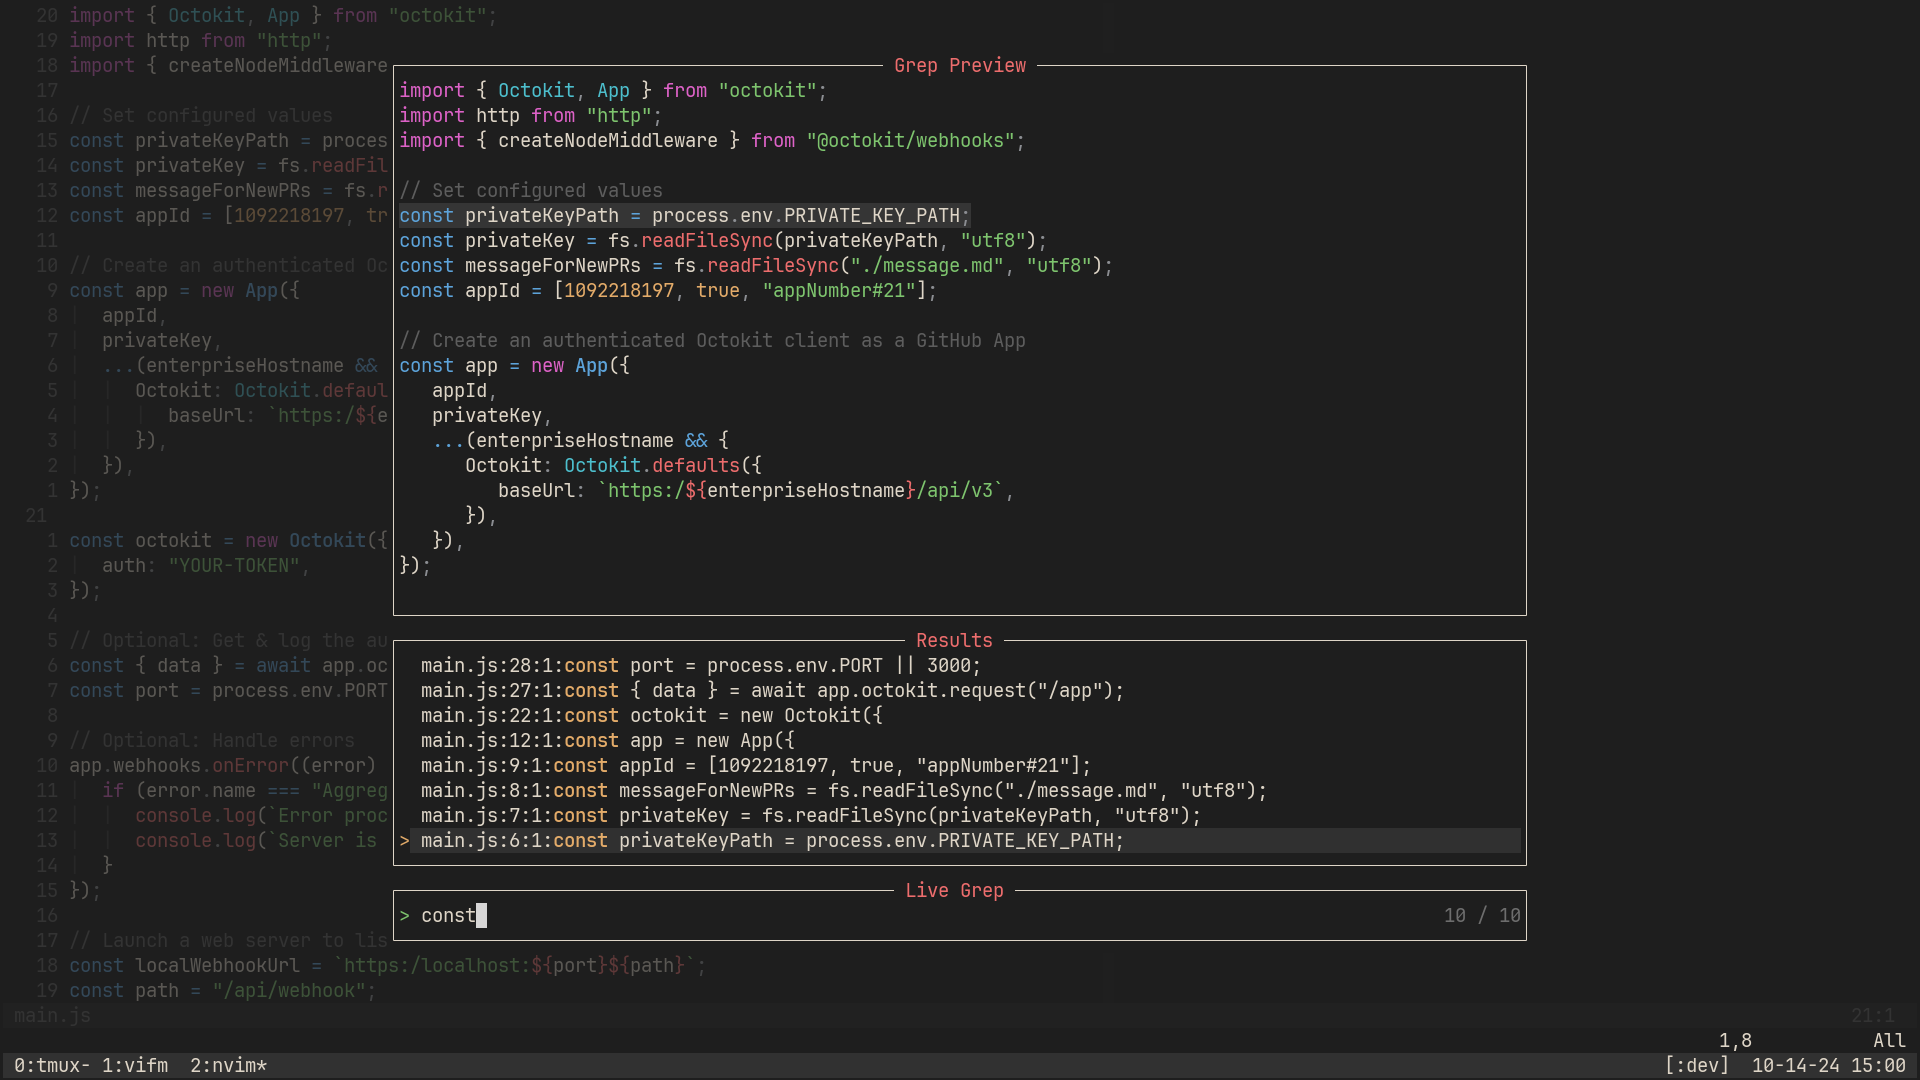 20 import { Octokit, App } from "octokit";
19 import http from "http";
18 import { createNodeMiddleware
17
16 // Set configured values
15 const privateKeyPath = proces
14 const privateKey = fs.readFil
13 const messageForNewPRs = fs.r
12 const appId = [1092218197, tr
11
10 // Create an authenticated Oc
9 const app = new App({
8 appId,
7 privateKey,
6 ...(enterpriseHostname &&
5 Octokit: Octokit.defaul
4 baseUrl: `https:/${e
3 }),
2 }),
1 });
21
1 const octokit = new Octokit({
2 auth: "YOUR-TOKEN",
3 });
4
5 // Optional: Get & log the au
6 const { data } = await app.oc
7 const port = process.env.PORT
8
9 // Optional: Handle errors
10 app.webhooks.onError((error)
11 if (error.name === "Aggreg
12 console.log(`Error proc
13 console.log(`Server is
14 }
15 });
16
17 // Launch a web server to lis
18 const localWebhookUrl = `https:/localhost:${port}${path}`;
19 const path = "/api/webhook";
Grep Preview
import { Octokit, App } from "octokit";
import http from "http";
import { createNodeMiddleware } from "@octokit/webhooks";
// Set configured values
const privateKeyPath = process.env.PRIVATE_KEY_PATH;
const privateKey = fs.readFileSync(privateKeyPath, "utf8");
const messageForNewPRs = fs.readFileSync("./message.md", "utf8");
const appId = [1092218197, true, "appNumber#21"];
// Create an authenticated Octokit client as a GitHub App
const app = new App({
appId,
privateKey,
...(enterpriseHostname && {
Octokit: Octokit.defaults({
baseUrl: `https:/${enterpriseHostname}/api/v3`,
}),
}),
});
Results
main.js:28:1:const port = process.env.PORT || 3000;
main.js:27:1:const { data } = await app.octokit.request("/app");
main.js:22:1:const octokit = new Octokit({
main.js:12:1:const app = new App({
main.js:9:1:const appId = [1092218197, true, "appNumber#21"];
main.js:8:1:const messageForNewPRs = fs.readFileSync("./message.md", "utf8");
main.js:7:1:const privateKey = fs.readFileSync(privateKeyPath, "utf8");
> main.js:6:1:const privateKeyPath = process.env.PRIVATE_KEY_PATH;
Live Grep
> const 10 / 10
main.js 21:1
1,8 All
0:tmux- 1:vifm 2:nvim* [:dev] 10-14-24 15:00